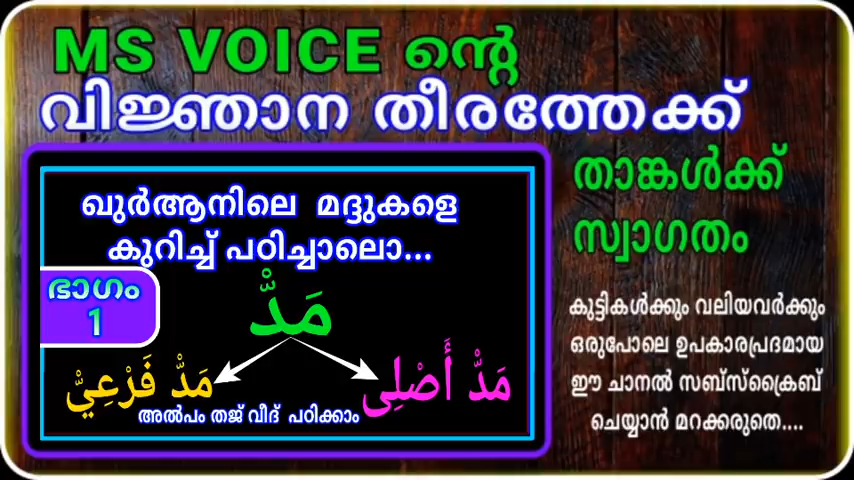 MS VOICE ന്റെ
വിജ്ഞാന തീരത്തേക്ക്
താങ്കൾക്ക്
സ്വാഗതം
ഖുർആനിലെ മദ്ദുകളെ
കുറിച്ച് പഠിച്ചാലൊ...
ഭാഗം
1
مَدّْ
مَدّْ أَصْلِى
مَدّْ فَرْعِيّْ
അൽപം തജ് വീദ് പഠിക്കാം
കുട്ടികൾക്കും വലിയവർക്കും
ഒരുപോലെ ഉപകാരപ്രദമായ
ഈ ചാനൽ സബ്സ്ക്രൈബ്
ചെയ്യാൻ മറക്കരുതെ....